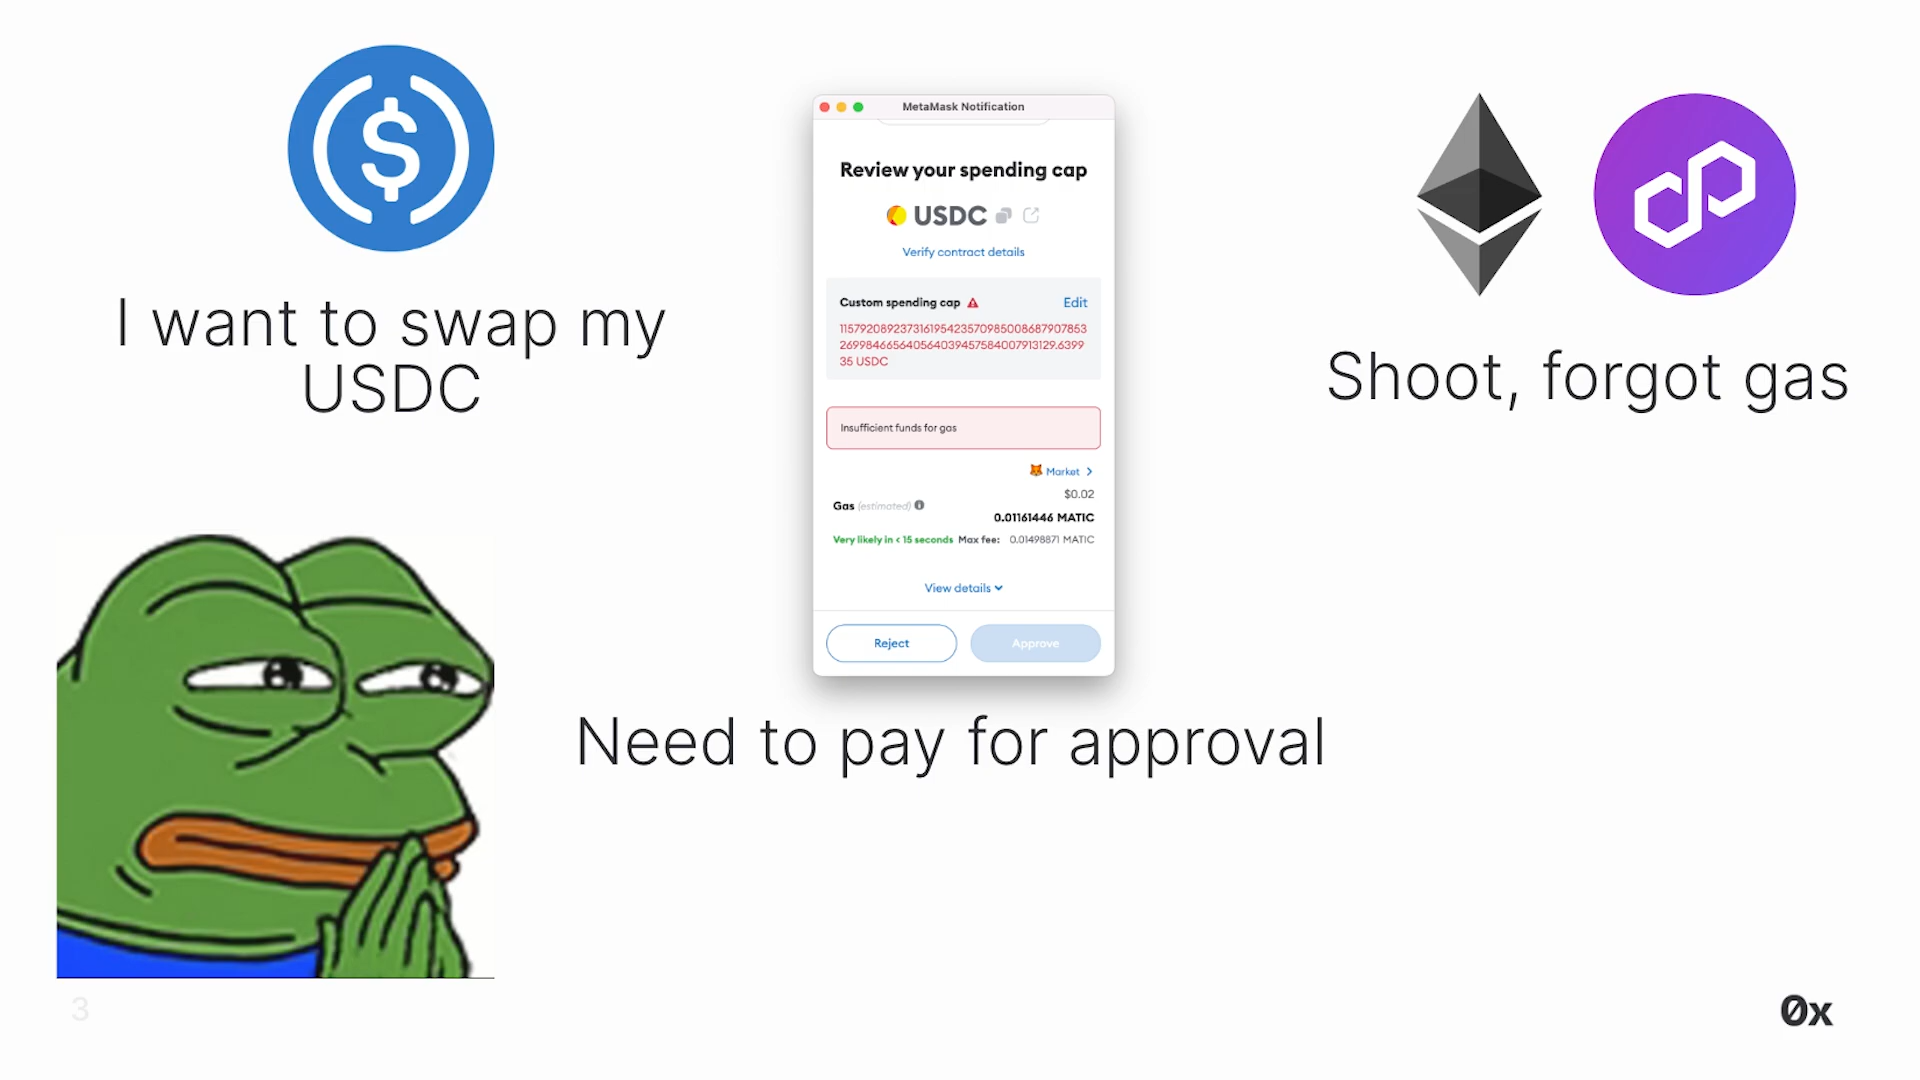 I want to swap my
USDC
MetaMask Notification
Review your spending cap
USDC
Verify contract details
Custom spending cap
Edit
115792089237316195423570985008687907853
269984665640564039457584007913129.6399
35 USDC
Insufficient funds for gas
Market
$0.02
Gas (estimated)
0.01161446 MATIC
Very likely in < 15 seconds Max fee: 0.01498871 MATIC
View details
Reject
Approve
Need to pay for approval
Shoot, forgot gas
3
0x